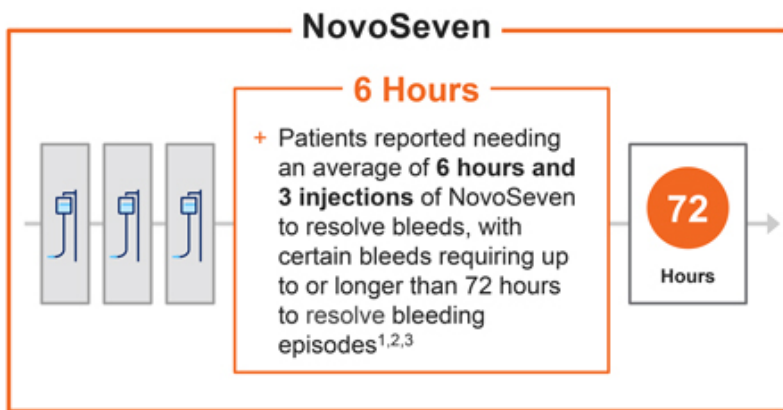 NovoSeven
6 Hours
+ Patients reported needing
an average of 6 hours and
3 injections of NovoSeven
to resolve bleeds, with
certain bleeds requiring up
to or longer than 72 hours
to resolve bleeding
episodes1,2,3
72
Hours